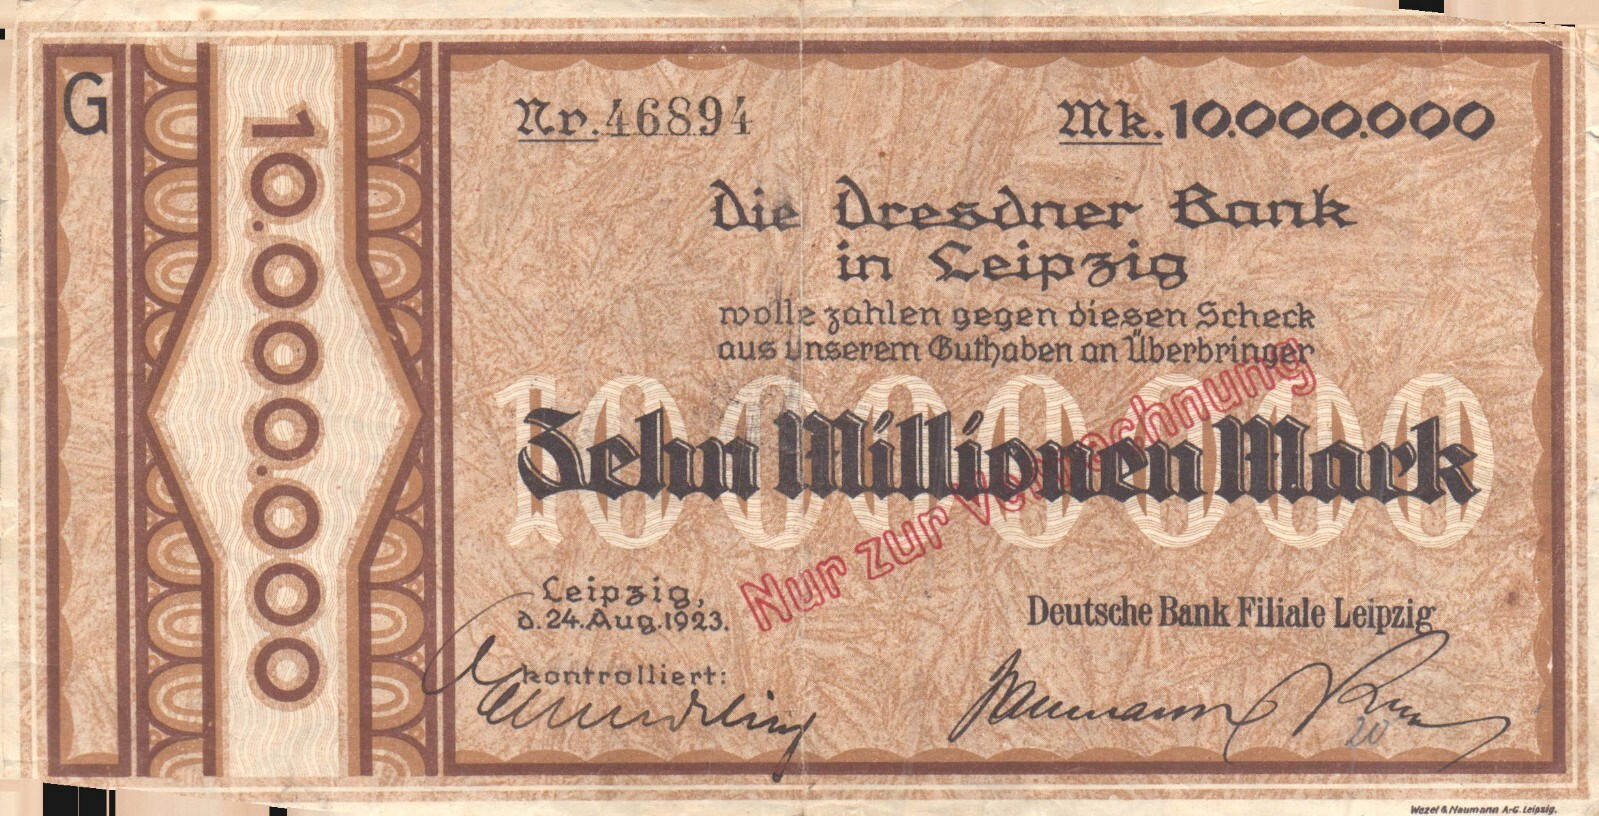 G
10.000.000
Nr. 46894
Mk. 10.000.000
Die Dresdner Bank
in Leipzig
wolle zahlen gegen diesen Scheck
aus unserem Guthaben an Überbringer
10000000
Zehn Millionen Mark
Nur zur Verrechnung
Leipzig,
d. 24. Aug. 1923.
Deutsche Bank Filiale Leipzig
kontrolliert:
20
Wezel & Naumann A.-G. Leipzig.